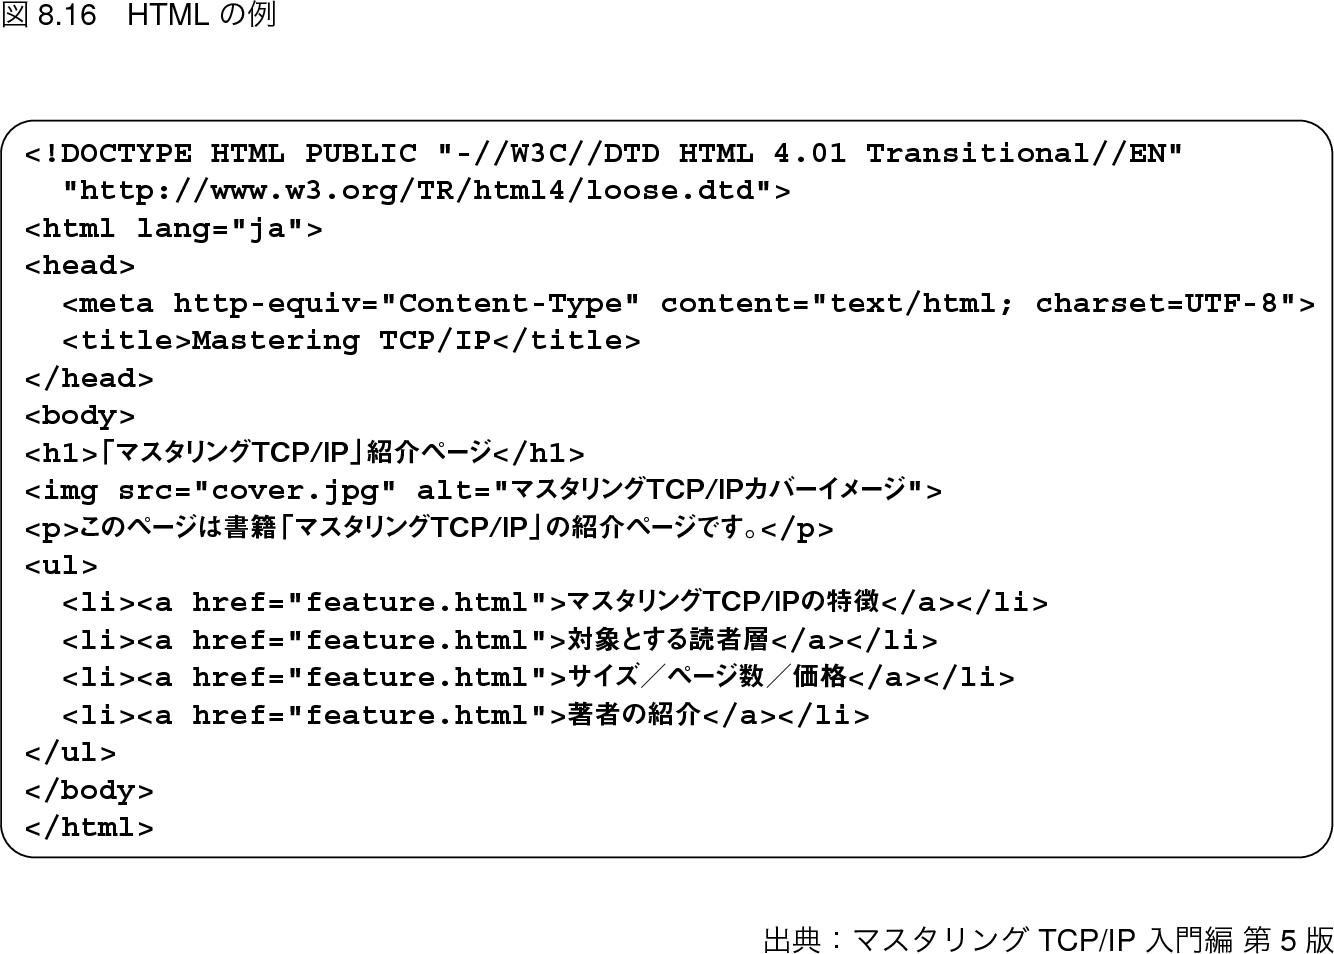 図 8.16　HTML の例
<!DOCTYPE HTML PUBLIC "-//W3C//DTD HTML 4.01 Transitional//EN"
  "http://www.w3.org/TR/html4/loose.dtd">
<html lang="ja">
<head>
  <meta http-equiv="Content-Type" content="text/html; charset=UTF-8">
  <title>Mastering TCP/IP</title>
</head>
<body>
<h1>「マスタリングTCP/IP」紹介ページ</h1>
<img src="cover.jpg" alt="マスタリングTCP/IPカバーイメージ">
<p>このページは書籍「マスタリングTCP/IP」の紹介ページです。</p>
<ul>
  <li><a href="feature.html">マスタリングTCP/IPの特徴</a></li>
  <li><a href="feature.html">対象とする読者層</a></li>
  <li><a href="feature.html">サイズ／ページ数／価格</a></li>
  <li><a href="feature.html">著者の紹介</a></li>
</ul>
</body>
</html>
出典：マスタリング TCP/IP 入門編 第 5 版